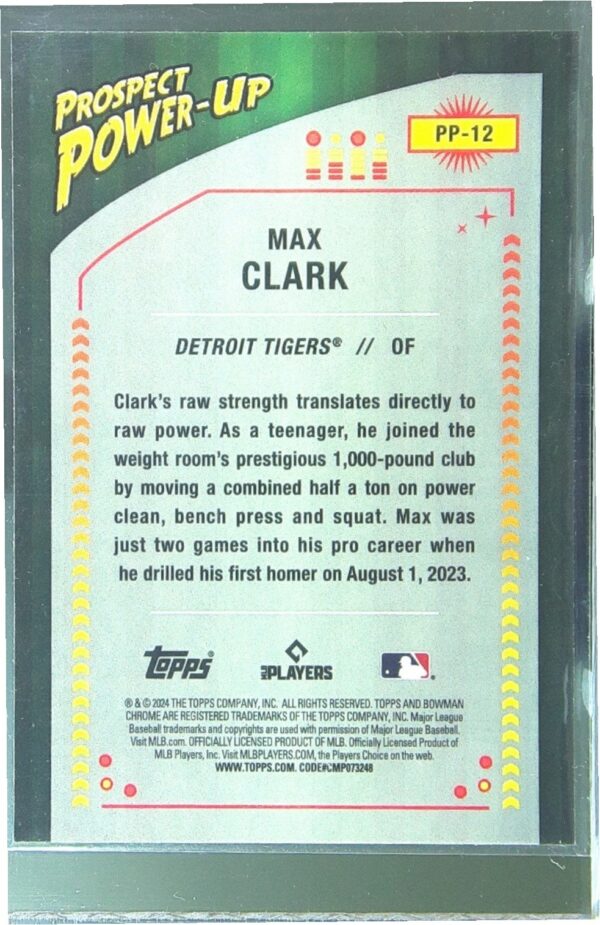 PROSPECT
POWER-UP
PP-12
MAX
CLARK
DETROIT TIGERS® // OF
Clark's raw strength translates directly to
raw power. As a teenager, he joined the
weight room's prestigious 1,000-pound club
by moving a combined half a ton on power
clean, bench press and squat. Max was
just two games into his pro career when
he drilled his first homer on August 1, 2023.
Topps® MLB PLAYERS
® & © 2024 THE TOPPS COMPANY, INC. ALL RIGHTS RESERVED. TOPPS AND BOWMAN
CHROME ARE REGISTERED TRADEMARKS OF THE TOPPS COMPANY, INC. Major League
Baseball trademarks and copyrights are used with permission of Major League Baseball.
Visit MLB.com. OFFICIALLY LICENSED PRODUCT OF MLB. Officially Licensed Product of
MLB Players, Inc. Visit MLBPLAYERS.COM, the Players Choice on the web.
WWW.TOPPS.COM. CODE#CMP073248